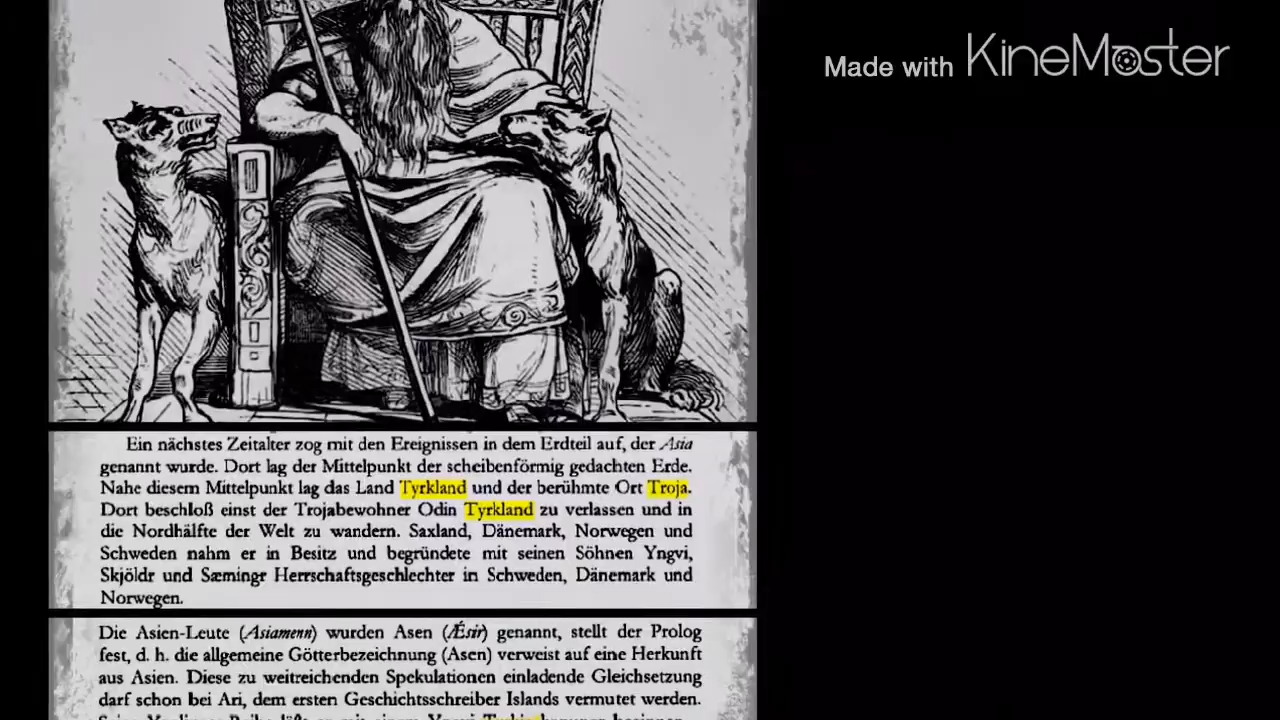 Made with KineMaster
Ein nächstes Zeitalter zog mit den Ereignissen in dem Erdteil auf, der Asia
genannt wurde. Dort lag der Mittelpunkt der scheibenförmig gedachten Erde.
Nahe diesem Mittelpunkt lag das Land Tyrkland und der berühmte Ort Troja.
Dort beschloß einst der Trojabewohner Odin Tyrkland zu verlassen und in
die Nordhälfte der Welt zu wandern. Saxland, Dänemark, Norwegen und
Schweden nahm er in Besitz und begründete mit seinen Söhnen Yngvi,
Skjöldr und Sæmingr Herrschaftsgeschlechter in Schweden, Dänemark und
Norwegen.
Die Asien-Leute (Asiamenn) wurden Asen (Æsir) genannt, stellt der Prolog
fest, d. h. die allgemeine Götterbezeichnung (Asen) verweist auf eine Herkunft
aus Asien. Diese zu weitreichenden Spekulationen einladende Gleichsetzung
darf schon bei Ari, dem ersten Geschichtsschreiber Islands vermutet werden.